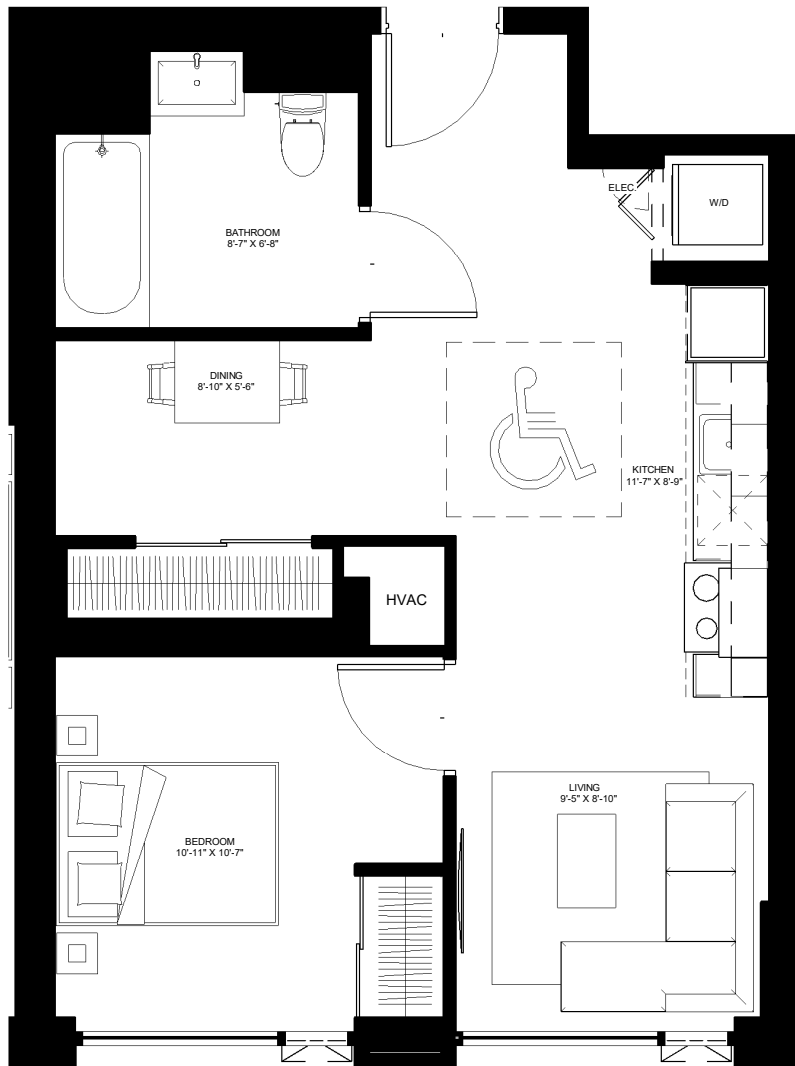 ELEC.
W/D
BATHROOM
8'-7" X 6'-8"
DINING
8'-10" X 5'-6"
KITCHEN
11'-7" X 8'-9"
HVAC
LIVING
9'-5" X 8'-10"
BEDROOM
10'-11" X 10'-7"